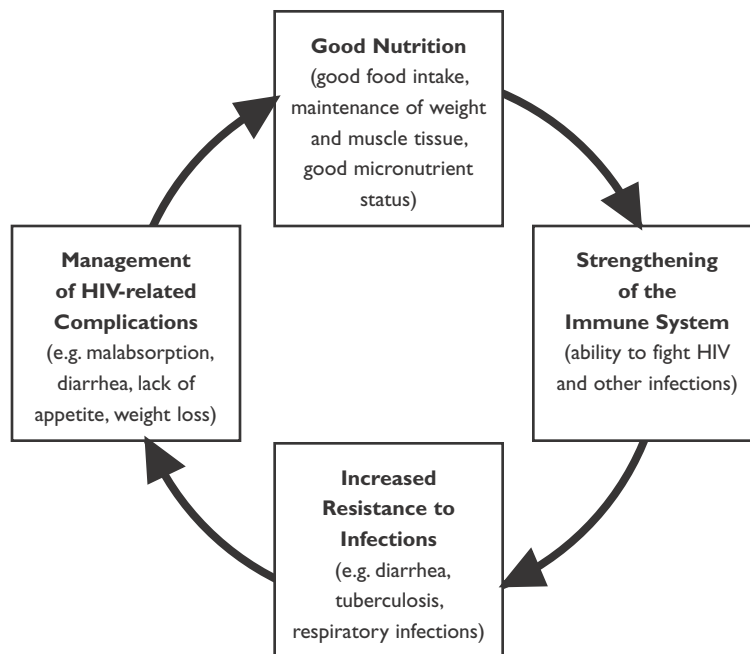 Good Nutrition
(good food intake,
maintenance of weight
and muscle tissue,
good micronutrient
status)
Strengthening
of the
Immune System
(ability to fight HIV
and other infections)
Increased
Resistance to
Infections
(e.g. diarrhea,
tuberculosis,
respiratory infections)
Management
of HIV-related
Complications
(e.g. malabsorption,
diarrhea, lack of
appetite, weight loss)